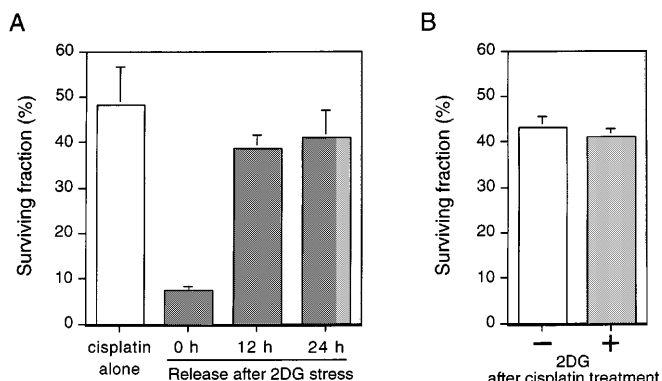 A
Surviving fraction (%)
60
50
40
30
20
10
0
cisplatin
alone
0 h 12 h 24 h
Release after 2DG stress
B
Surviving fraction (%)
60
50
40
30
20
10
0
− +
2DG
after cisplatin treatment